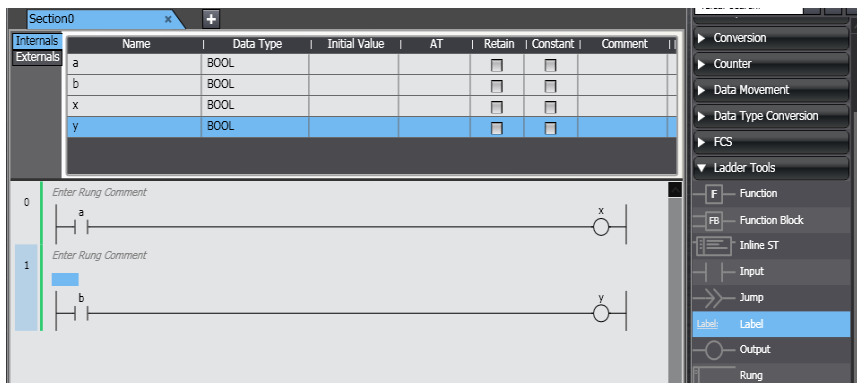 Section0 × +
Internals
Externals
Name Data Type Initial Value AT Retain Constant Comment
a BOOL
b BOOL
x BOOL
y BOOL
0 Enter Rung Comment
a x
1 Enter Rung Comment
b y
Conversion
Counter
Data Movement
Data Type Conversion
FCS
Ladder Tools
F Function
FB Function Block
Inline ST
Input
Jump
Label: Label
Output
Rung